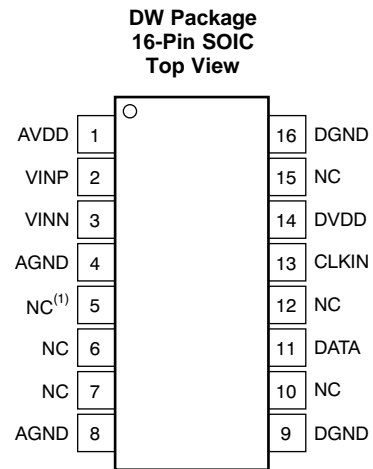 DW Package
16-Pin SOIC
Top View
AVDD 1 16 DGND
VINP 2 15 NC
VINN 3 14 DVDD
AGND 4 13 CLKIN
NC(1) 5 12 NC
NC 6 11 DATA
NC 7 10 NC
AGND 8 9 DGND